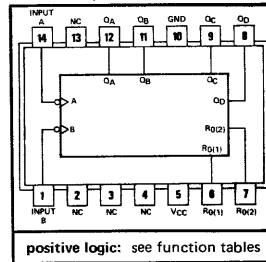 INPUT
A NC QA QB GND QC QD
14 13 12 11 10 9 8
QA QB QC
A QD
B R0(2)
R0(1)
1 2 3 4 5 6 7
INPUT NC NC NC VCC R0(1) R0(2)
B
positive logic: see function tables